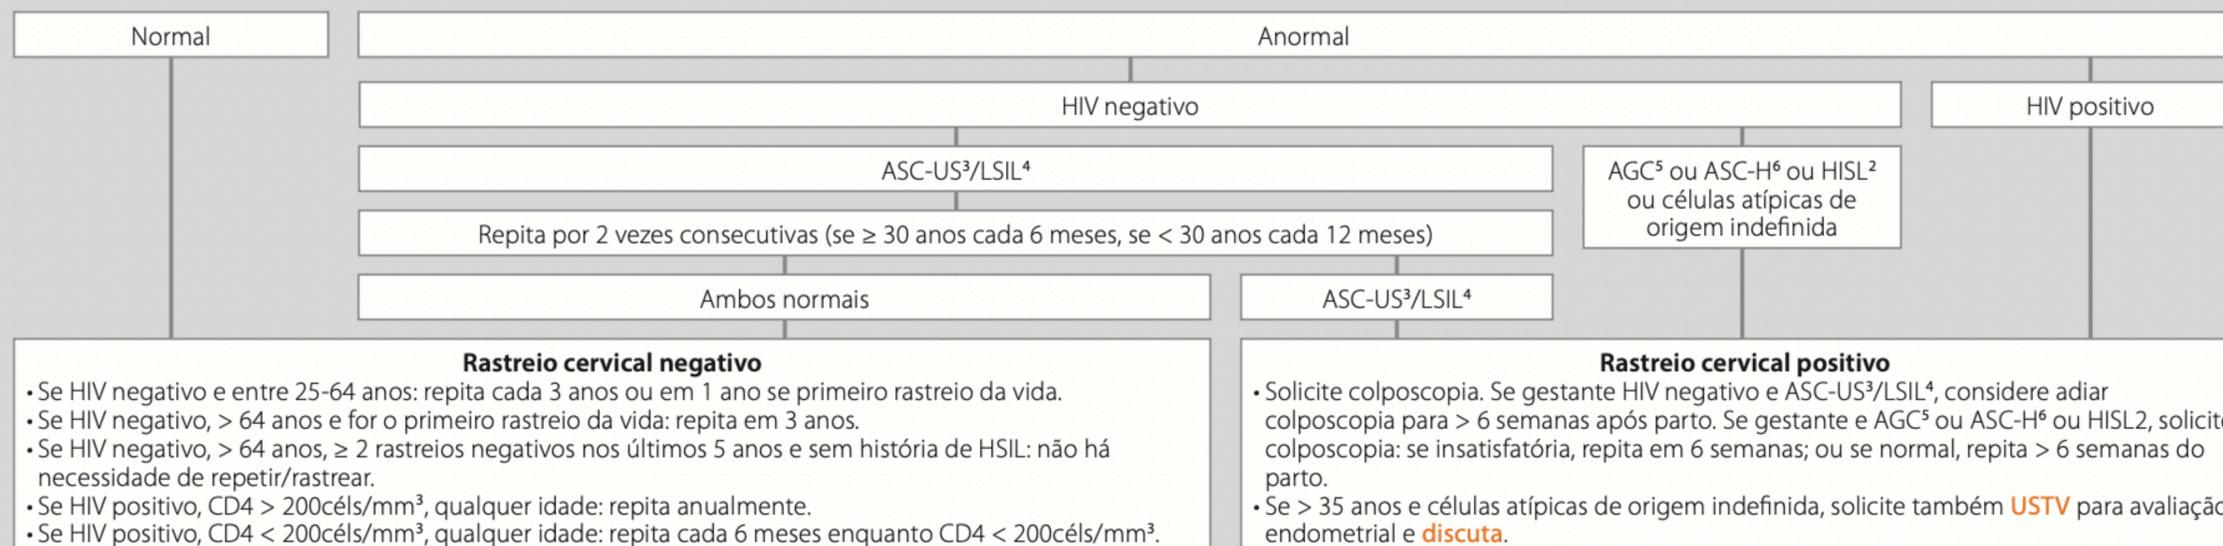 Normal
Anormal
HIV negativo
HIV positivo
ASC-US³/LSIL⁴
AGC⁵ ou ASC-H⁶ ou HISL²
ou células atípicas de
origem indefinida
Repita por 2 vezes consecutivas (se ≥ 30 anos cada 6 meses, se < 30 anos cada 12 meses)
Ambos normais
ASC-US³/LSIL⁴
Rastreio cervical negativo
• Se HIV negativo e entre 25-64 anos: repita cada 3 anos ou em 1 ano se primeiro rastreio da vida.
• Se HIV negativo, > 64 anos e for o primeiro rastreio da vida: repita em 3 anos.
• Se HIV negativo, > 64 anos, ≥ 2 rastreios negativos nos últimos 5 anos e sem história de HSIL: não há
necessidade de repetir/rastrear.
• Se HIV positivo, CD4 > 200céls/mm³, qualquer idade: repita anualmente.
• Se HIV positivo, CD4 < 200céls/mm³, qualquer idade: repita cada 6 meses enquanto CD4 < 200céls/mm³.
Rastreio cervical positivo
• Solicite colposcopia. Se gestante HIV negativo e ASC-US³/LSIL⁴, considere adiar
colposcopia para > 6 semanas após parto. Se gestante e AGC⁵ ou ASC-H⁶ ou HISL2, solicite
colposcopia: se insatisfatória, repita em 6 semanas; ou se normal, repita > 6 semanas do
parto.
• Se > 35 anos e células atípicas de origem indefinida, solicite também USTV para avaliação
endometrial e discuta.